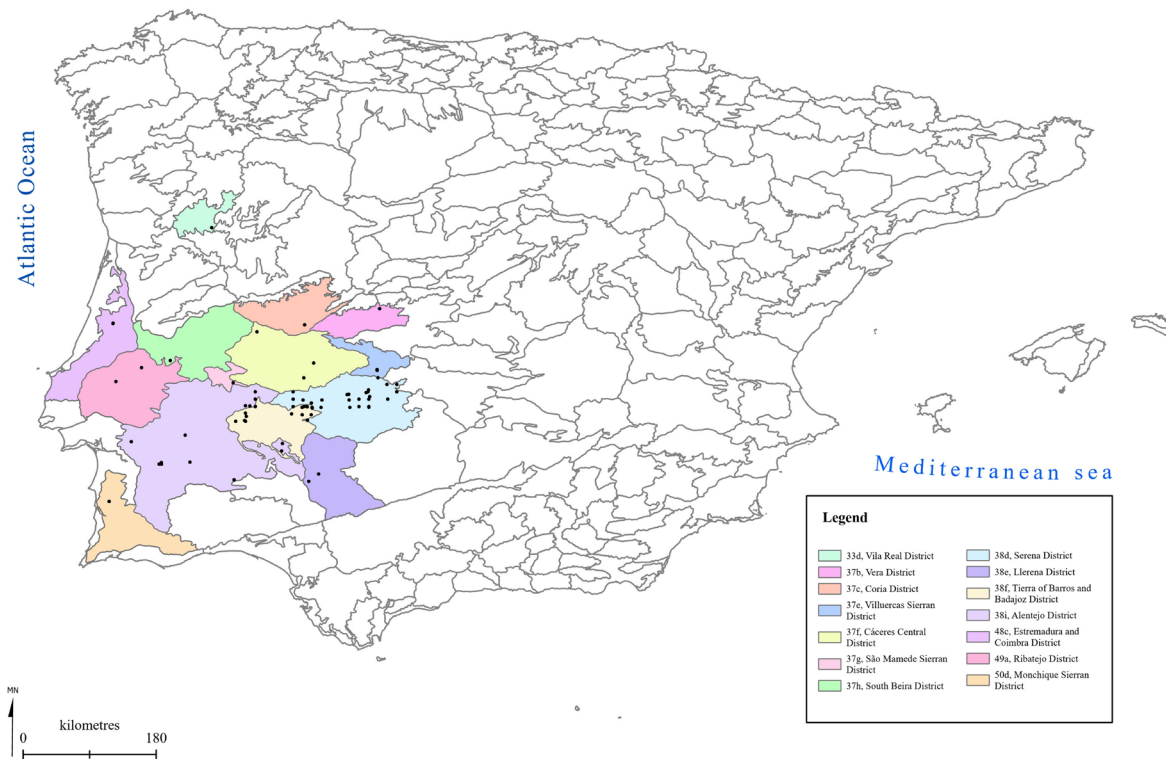 Atlantic Ocean
Mediterranean sea
Legend
33d, Vila Real District
37b, Vera District
37c, Coria District
37e, Villuercas Sierran
District
37f, Cáceres Central
District
37g, São Mamede Sierran
District
37h, South Beira District
38d, Serena District
38e, Llerena District
38f, Tierra of Barros and
Badajoz District
38i, Alentejo District
48c, Estremadura and
Coimbra District
49a, Ribatejo District
50d, Monchique Sierran
District
MN
kilometres
0 180